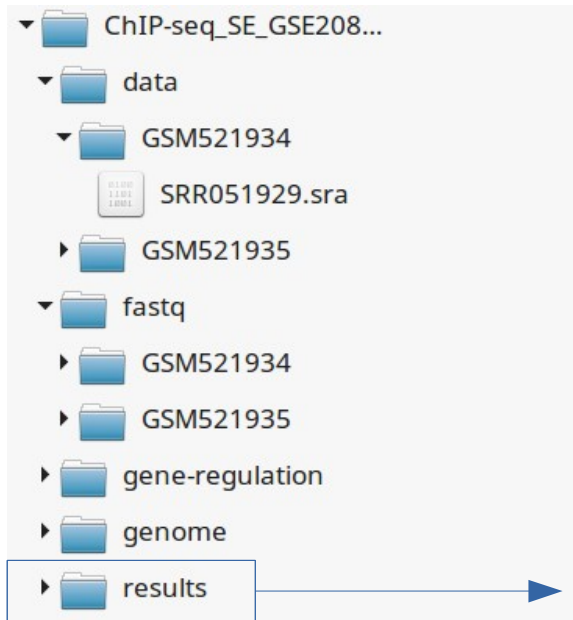 ChIP-seq_SE_GSE208...
data
GSM521934
SRR051929.sra
GSM521935
fastq
GSM521934
GSM521935
gene-regulation
genome
results